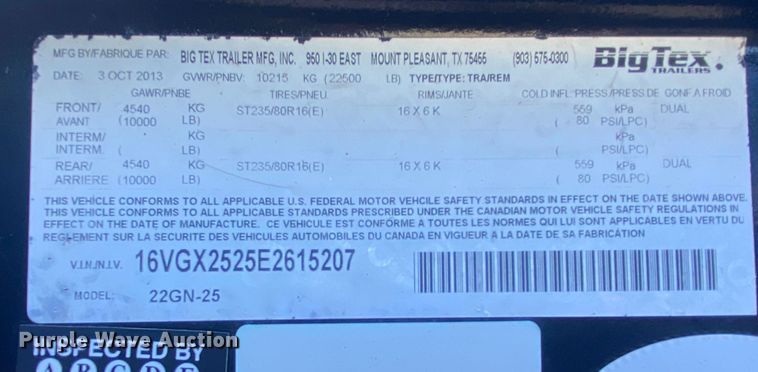 MFG BY/FABRIQUE PAR: BIG TEX TRAILER MFG, INC. 950 I-30 EAST MOUNT PLEASANT, TX 75455 (903) 575-0300 BigTex.
TRAILERS
DATE: 3 OCT 2013 GVWR/PNBV: 10215 KG (22500 LB) TYPE/TYPE: TRA/REM
GAWR/PNBE TIRES/PNEU RIMS/JANTE COLD INFL. PRESS/PRESS DE GONF A FROID
FRONT/ 4540 KG ST235/80R16(E) 16 X 6 K 559 kPa DUAL
AVANT (10000 LB) ( 80 PSI/LPC)
INTERM/ KG kPa
INTERM. ( LB) ( PSI/LPC)
REAR/ 4540 KG ST235/80R16(E) 16 X 6 K 559 kPa DUAL
ARRIERE (10000 LB) ( 80 PSI/LPC)
THIS VEHICLE CONFORMS TO ALL APPLICABLE U.S. FEDERAL MOTOR VEHCILE SAFETY STANDARDS IN EFFECT ON THE DATE SHOWN ABOVE.
THIS VEHICLE CONFORMS TO ALL APPLICABLE STANDARDS PRESCRIBED UNDER THE CANADIAN MOTOR VEHICLE SAFETY REGULATIONS IN
EFFECT ON THE DATE OF MANUFACTURE. CE VEHICULE EST CONFORME A TOUTES LES NORMES QUI LUI SONT APPLICABLES EN VERTU DU
REGLEMENT SUR LA SECURITE DES VEHICULES AUTOMOBILES DU CANADA EN VIGUEUR A LA DATE DE SA FABRICATION
V.I.N./N.I.V. 16VGX2525E2615207
MODEL: 22GN-25
Purple Wave Auction
INSPECTED BY
A B C D E